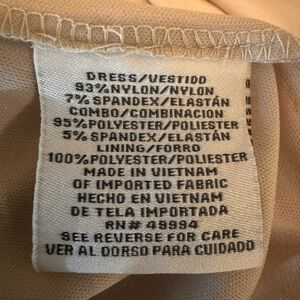 DRESS/VESTIDO
93%NYLON/NYLON
7%SPANDEX/ELASTÁN
COMBO/COMBINACION
95%POLYESTER/POLIESTER
5%SPANDEX/ELASTÁN
LINING/FORRO
100%POLYESTER/POLIESTER
MADE IN VIETNAM
OF IMPORTED FABRIC
HECHO EN VIETNAM
DE TELA IMPORTADA
RN# 49994
SEE REVERSE FOR CARE
VER AL DORSO PARA CUIDADO